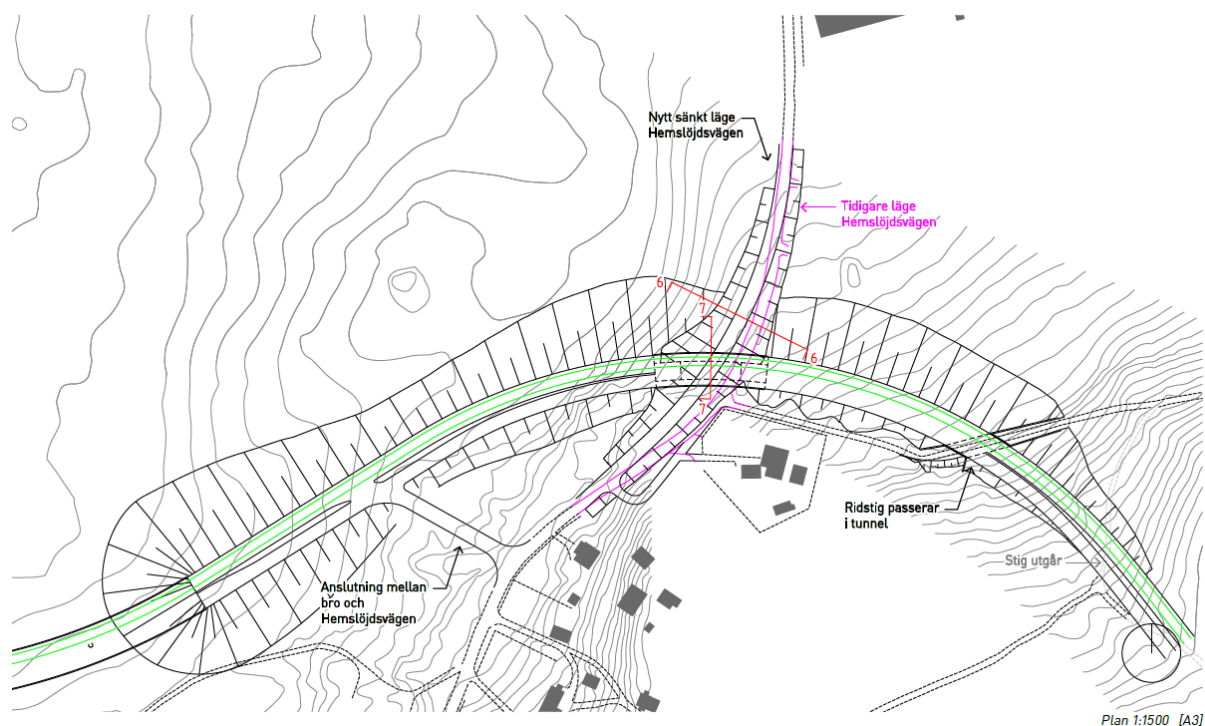 Nytt sänkt läge
Hemslöjdsvägen
Tidigare läge
Hemslöjdsvägen
6
7
6
7
Ridstig passerar
i tunnel
Stig utgår
Anslutning mellan
bro och
Hemslöjdsvägen
Plan 1:1500 [A3]